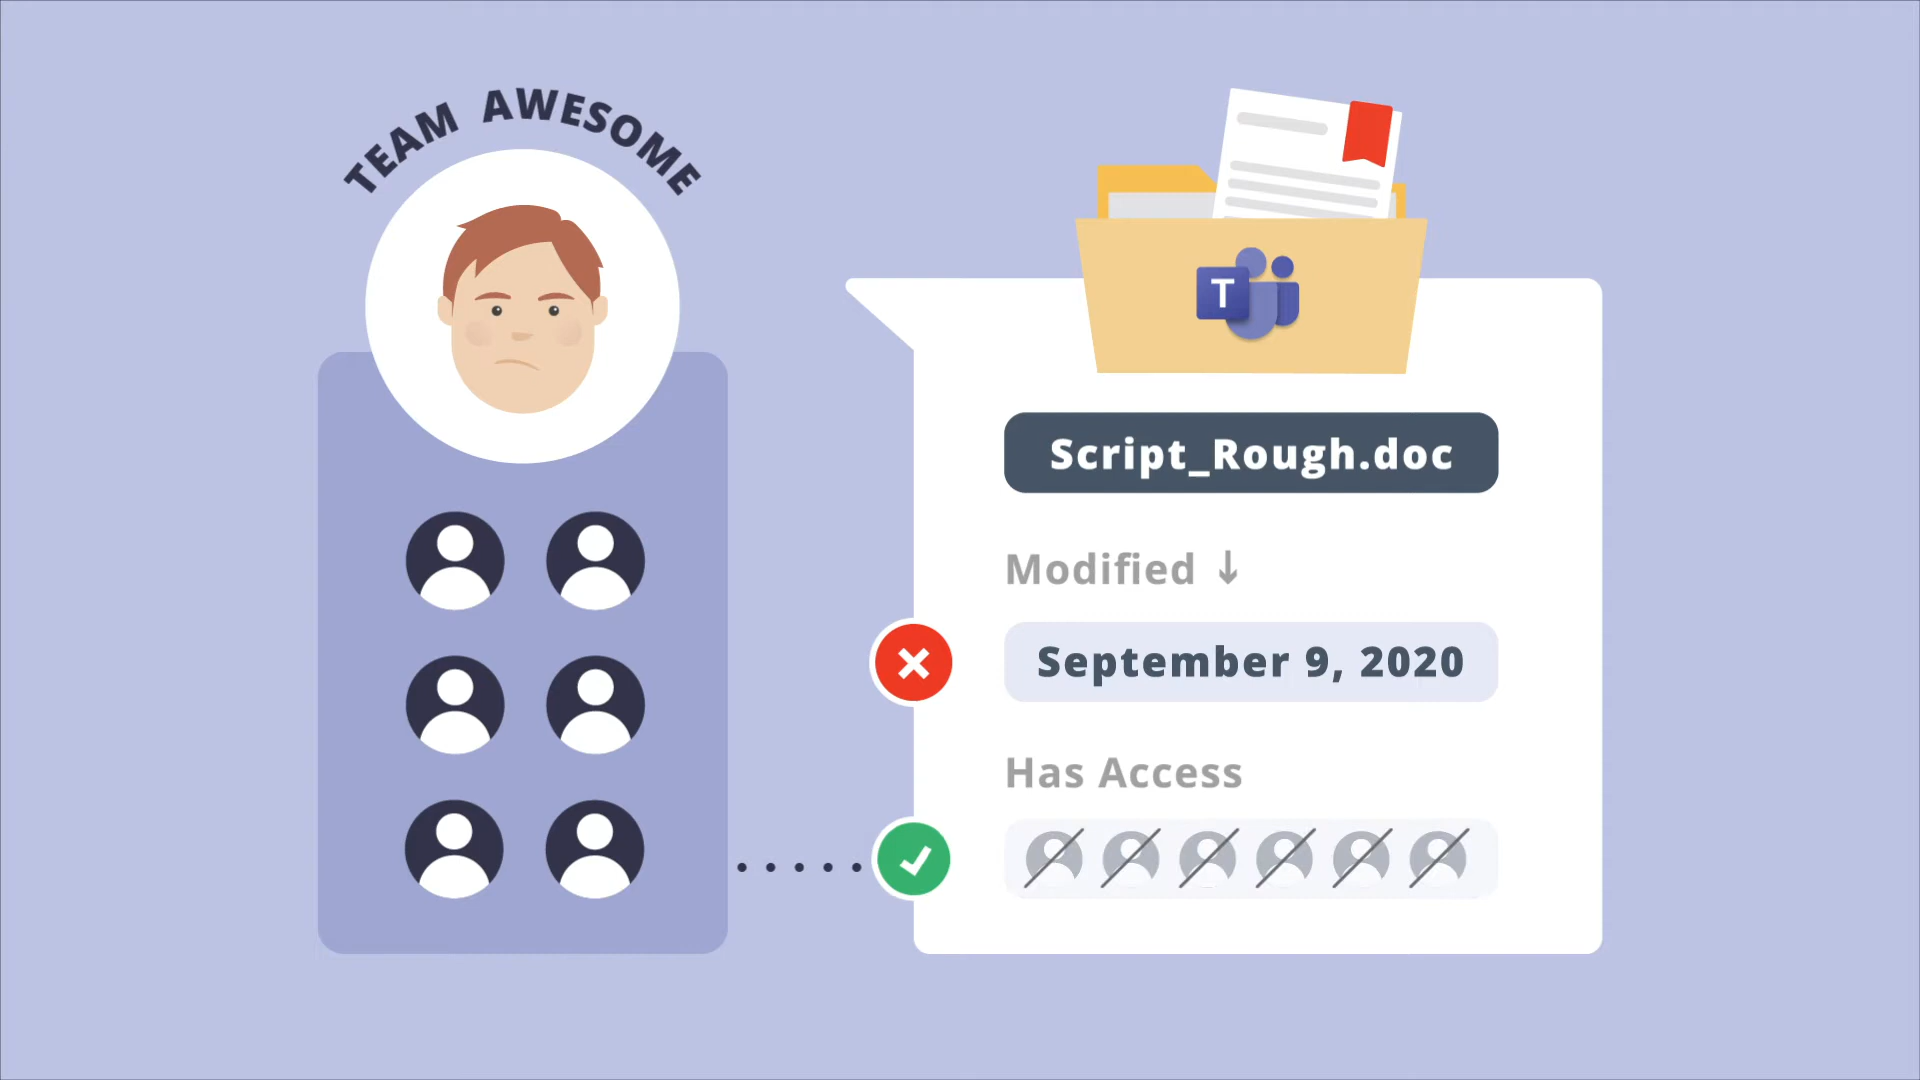 TEAM AWESOME
T
Script_Rough.doc
Modified ↓
September 9, 2020
Has Access